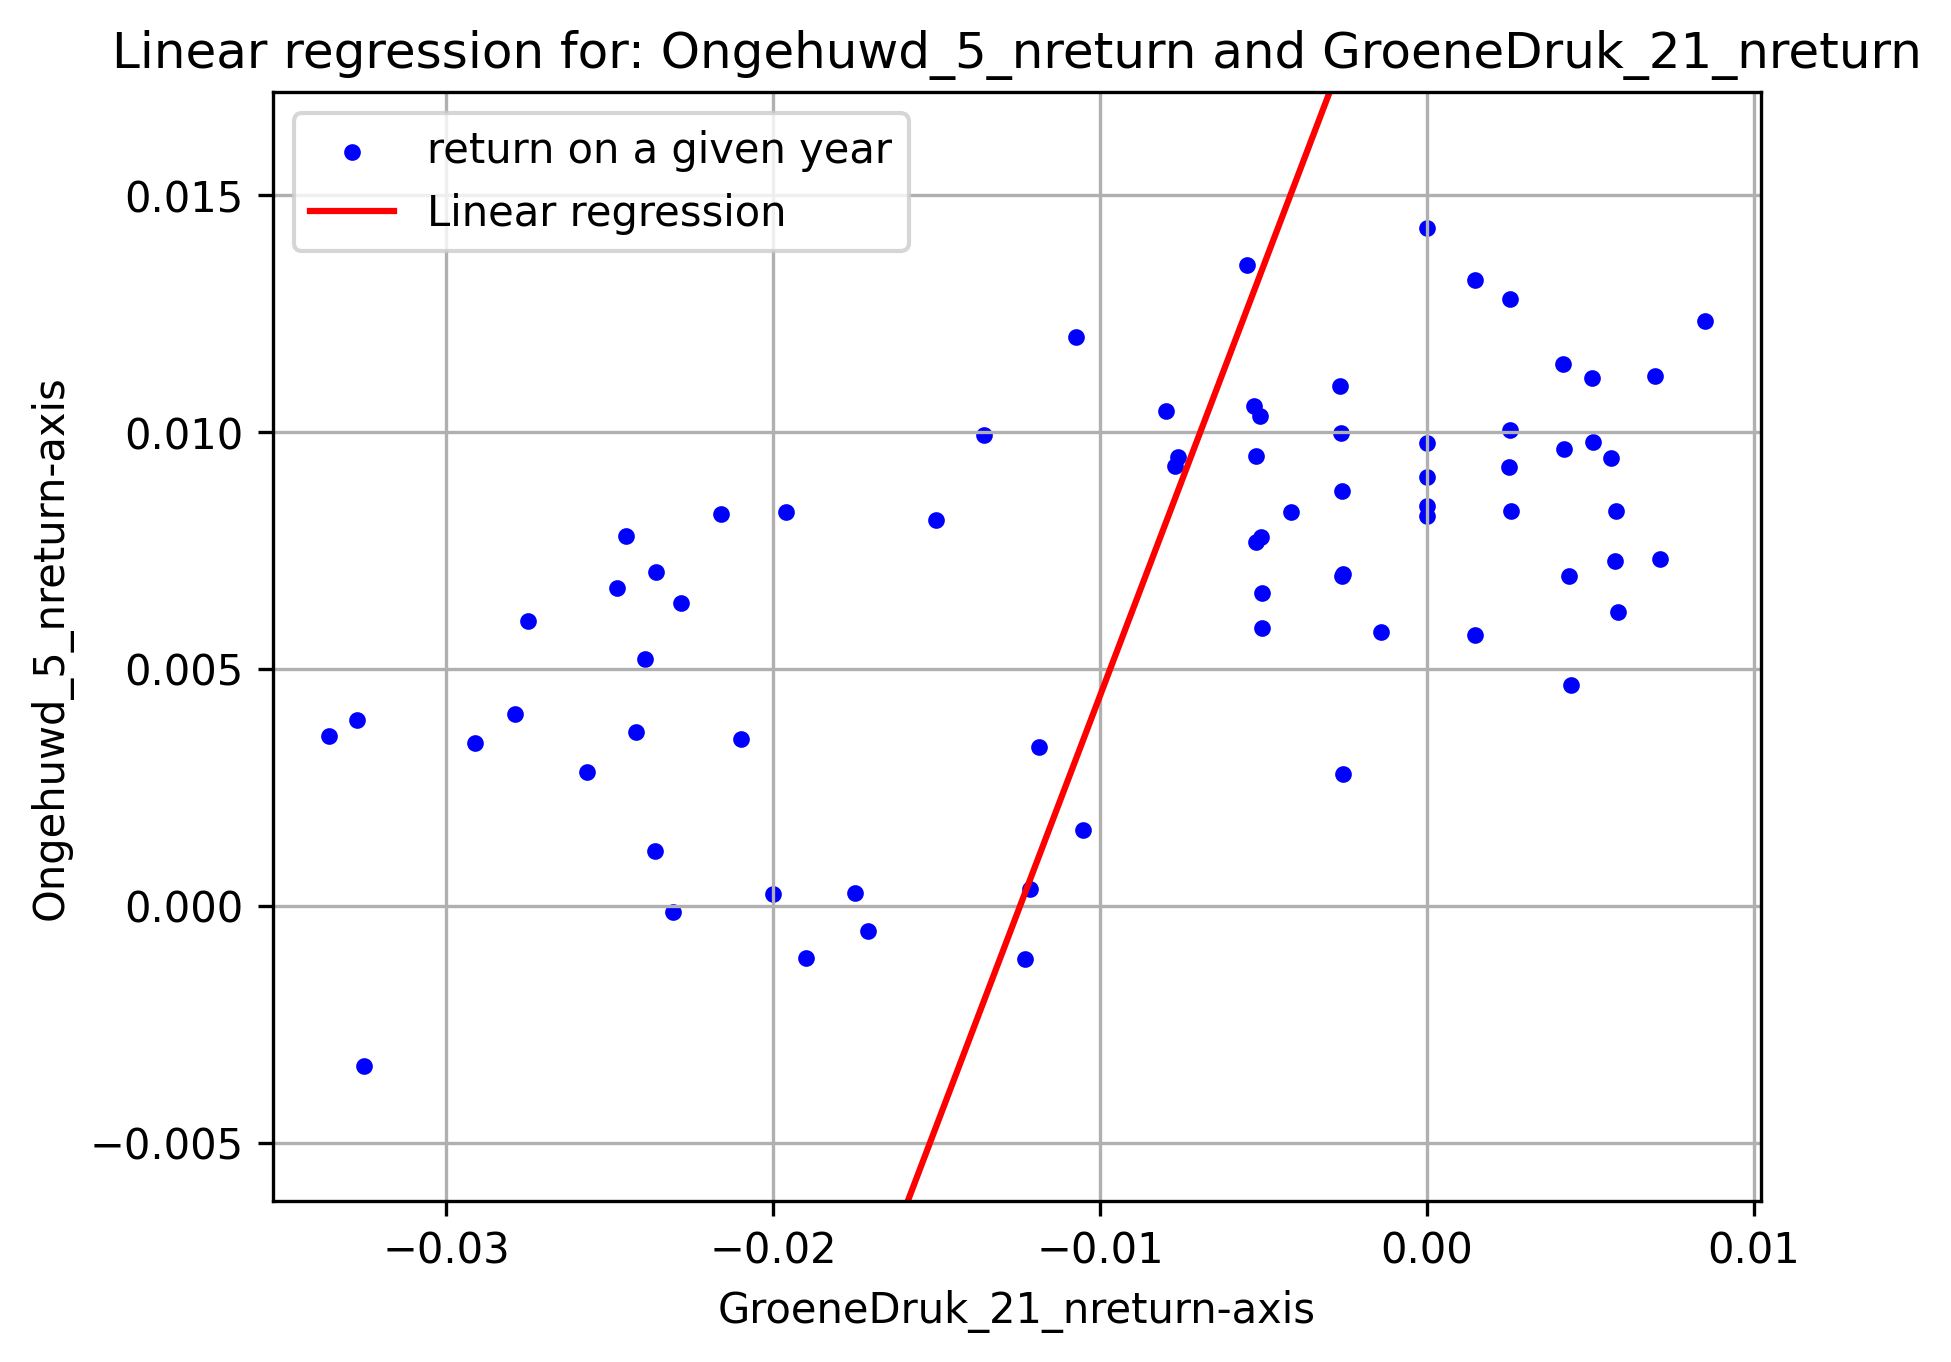 Linear regression for: Ongehuwd_5_nreturn and GroeneDruk_21_nreturn
return on a given year
Linear regression
0.015
0.010
0.005
0.000
−0.005
Ongehuwd_5_nreturn-axis
−0.03 −0.02 −0.01 0.00 0.01
GroeneDruk_21_nreturn-axis